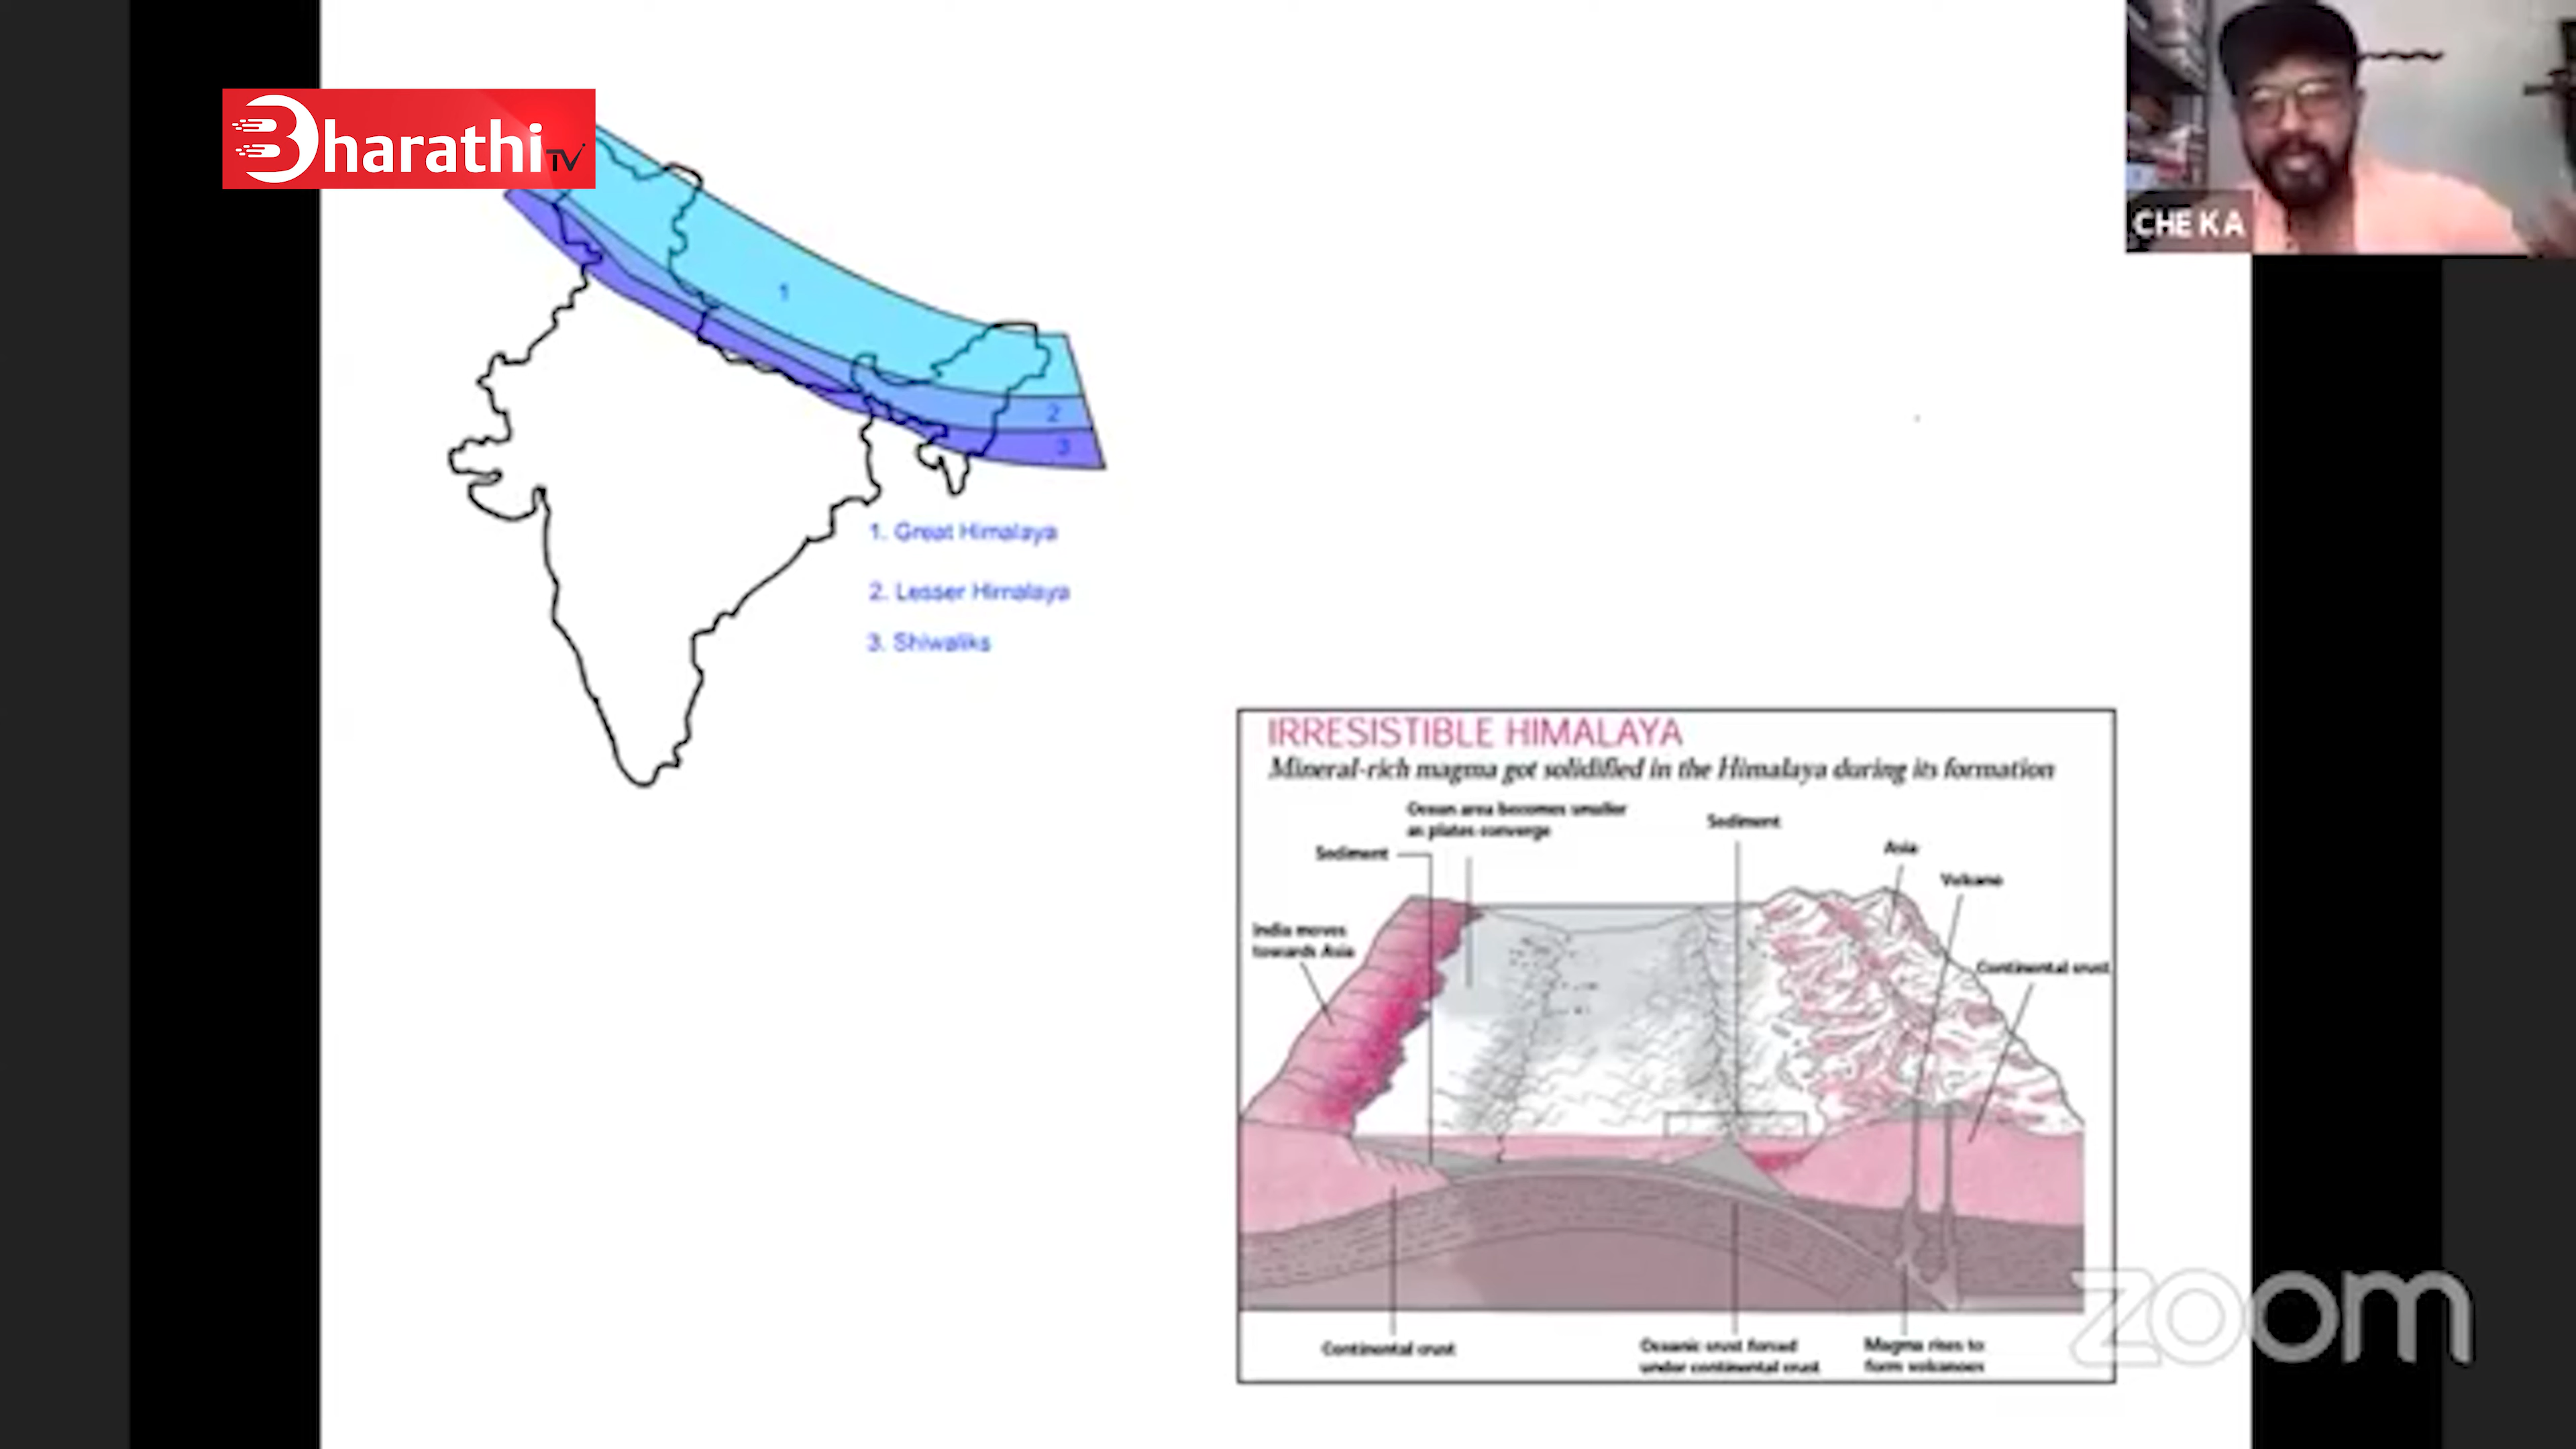 Bharathi TV
CHE KA
1
2
3
1. Great Himalaya
2. Lesser Himalaya
3. Shiwaliks
IRRESISTIBLE HIMALAYA
Mineral-rich magma got solidified in the Himalaya during its formation
Ocean area becomes smaller
as plates converge
Sediment
Sediment
Asia
Volcano
India moves
towards Asia
Continental crust
Continental crust
Oceanic crust forced
under continental crust
Magma rises to
form volcanoes
zoom